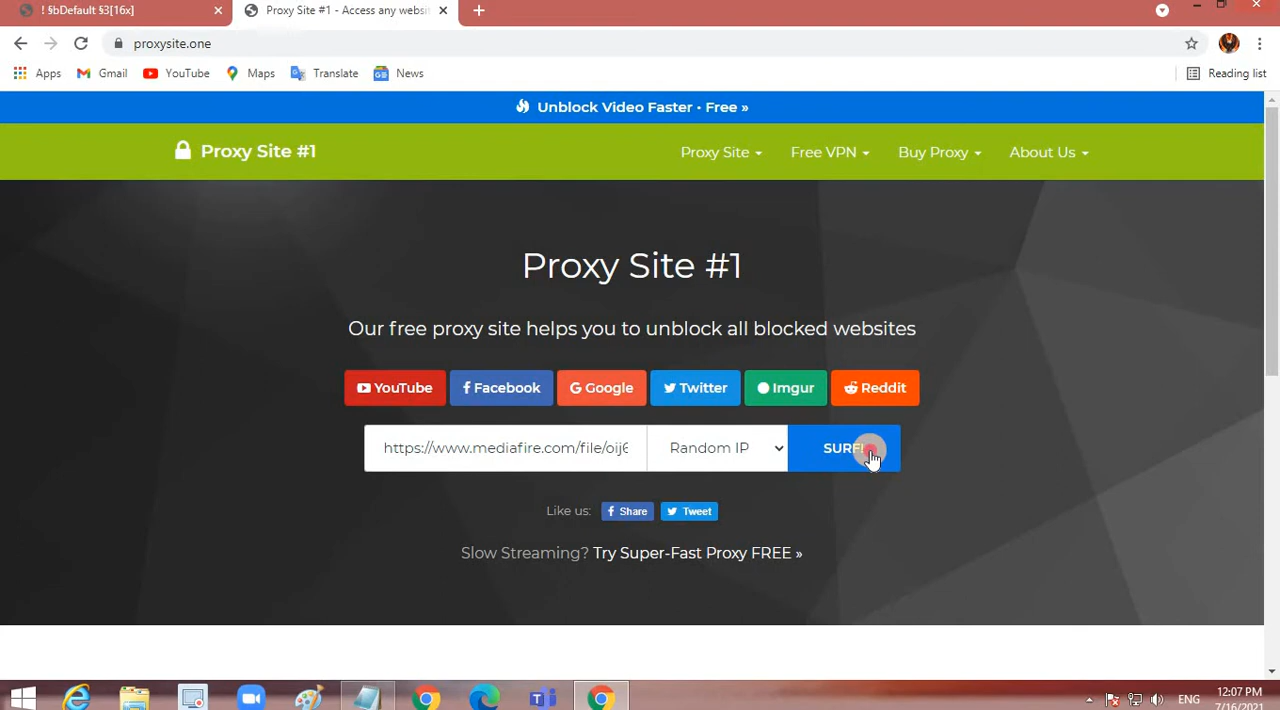 ! §bDefault §3[16x]
Proxy Site #1 - Access any websi
proxysite.one
Apps Gmail YouTube Maps Translate News Reading list
Unblock Video Faster • Free »
Proxy Site #1 Proxy Site Free VPN Buy Proxy About Us
Proxy Site #1
Our free proxy site helps you to unblock all blocked websites
YouTube Facebook Google Twitter Imgur Reddit
https://www.mediafire.com/file/oij6 Random IP SURF
Like us: Share Tweet
Slow Streaming? Try Super-Fast Proxy FREE »
ENG 12:07 PM
7/16/2021